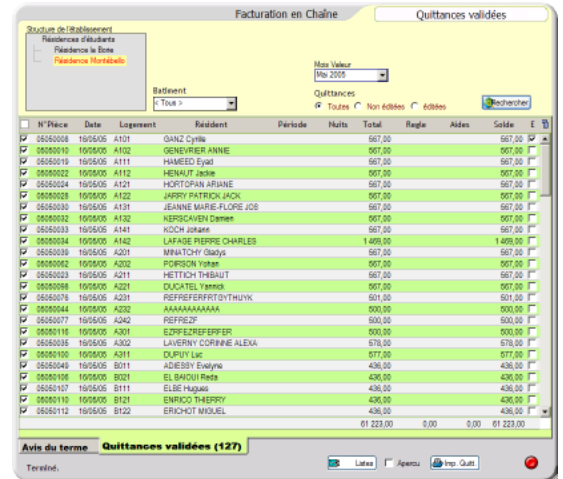 Facturation en Chaîne Quittances validées
Structure de l'établissement
Résidences d'étudiants
Résidence la Borie
Résidence Montébello
Batiment
< Tous >
Mois Valeur
Mai 2005
Quittances
Toutes Non éditées éditées
Rechercher
N°Pièce Date Logement Résident Période Nuits Total Regle Aides Solde E
05050008 16/05/05 A101 GANZ Cyrille 567,00 567,00
05050010 16/05/05 A102 GENEVRIER ANNIE 567,00 567,00
05050019 16/05/05 A111 HAMEED Eyad 567,00 567,00
05050022 16/05/05 A112 HENAUT Jackie 567,00 567,00
05050024 16/05/05 A121 HORTOPAN ARIANE 567,00 567,00
05050028 16/05/05 A122 JARRY PATRICK JACK 567,00 567,00
05050030 16/05/05 A131 JEANNE MARIE-FLORE JOS 567,00 567,00
05050032 16/05/05 A132 KERSCAVEN Damien 567,00 567,00
05050033 16/05/05 A141 KOCH Johann 567,00 567,00
05050034 16/05/05 A142 LAFAGE PIERRE CHARLES 1 469,00 1 469,00
05050039 16/05/05 A201 MINATCHY Gladys 567,00 567,00
05050062 16/05/05 A202 POIRSON Yohan 567,00 567,00
05050023 16/05/05 A211 HETTICH THIBAUT 567,00 567,00
05050098 16/05/05 A221 DUCATEL Yannick 567,00 567,00
05050076 16/05/05 A231 REFREFERFRTGYTHUYK 501,00 501,00
05050044 16/05/05 A232 AAAAAAAAAAAA 500,00 500,00
05050077 16/05/05 A242 REFREZF 500,00 500,00
05050116 16/05/05 A301 EZRFEZREFERFER 500,00 500,00
05050035 16/05/05 A302 LAVERNY CORINNE ALEXA 578,00 578,00
05050100 16/05/05 A311 DUPUY Luc 577,00 577,00
05050049 16/05/05 B011 ADIESSY Evelyne 436,00 436,00
05050106 16/05/05 B021 EL BAIOUI Reda 436,00 436,00
05050107 16/05/05 B111 ELBE Hugues 436,00 436,00
05050110 16/05/05 B121 ENRICO THIERRY 436,00 436,00
05050112 16/05/05 B122 ERICHOT MIGUEL 436,00 436,00
61 223,00 0,00 0,00 61 223,00
Avis du terme Quittances validées (127)
Terminé.
Listes Apercu Imp. Quitt.